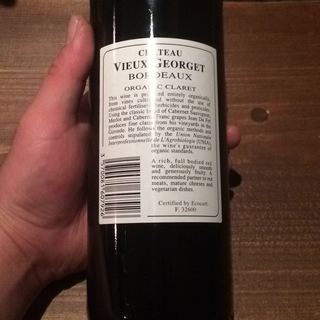 CHATEAU
VIEUX GEORGET
BORDEAUX
ORGANIC CLARET
This wine is produced entirely organically,
from vines cultivated without the use of
chemical fertilisers, herbicides and pesticides.
Using the classic blend of Cabernet Sauvignon,
Merlot and Cabernet Franc grapes Jean
produces fine claret from his vineyards in the
Gironde. He follows the organic methods and
controls stipulated by the Union Nationale
Interprofessionnelle de L'Agrobiologie (UNIA)
the wine's guarantee of
organic standards.
A rich, full bodied red
wine, deliciously smooth
and generously fruity. A
recommended partner to red
meats, mature cheeses and
vegetarian dishes.
Certified by Ecocert:
F. 32600